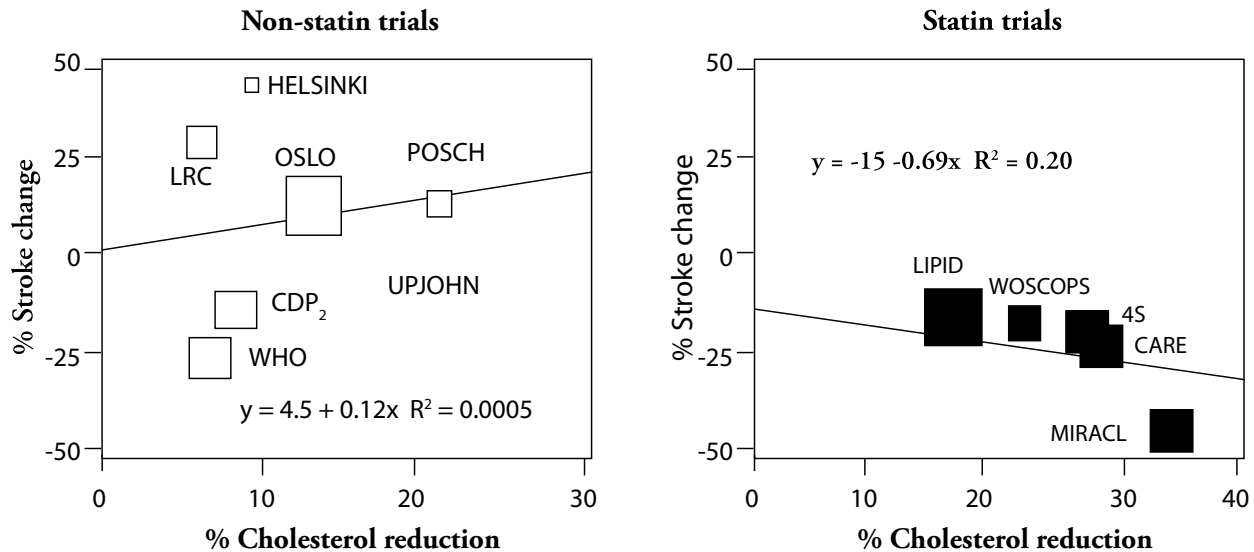 Non-statin trials
50
25
0
-25
-50
% Stroke change
HELSINKI
LRC
OSLO
POSCH
UPJOHN
CDP₂
WHO
y = 4.5 + 0.12x R² = 0.0005
0 10 20 30
% Cholesterol reduction
Statin trials
50
25
0
-25
-50
% Stroke change
y = -15 -0.69x R² = 0.20
LIPID
WOSCOPS
4S
CARE
MIRACL
0 10 20 30 40
% Cholesterol reduction